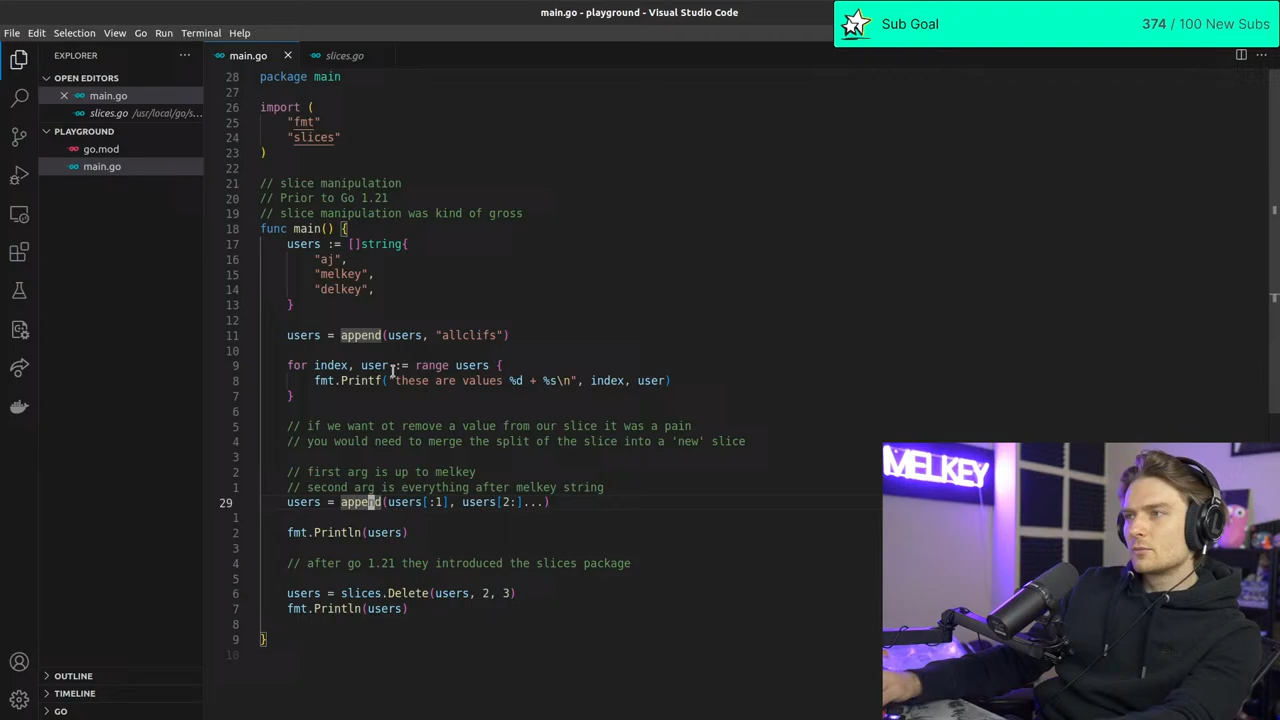 main.go - playground - Visual Studio Code
Sub Goal
374 / 100 New Subs
File Edit Selection View Go Run Terminal Help
EXPLORER
main.go
slices.go
OPEN EDITORS
main.go
slices.go /usr/local/go/s...
PLAYGROUND
go.mod
main.go
28 package main
27
26 import (
25 "fmt"
24 "slices"
23 )
22
21 // slice manipulation
20 // Prior to Go 1.21
19 // slice manipulation was kind of gross
18 func main() {
17 users := []string{
16 "aj",
15 "melkey",
14 "delkey",
13 }
12
11 users = append(users, "allclifs")
10
9 for index, user := range users {
8 fmt.Printf("these are values %d + %s\n", index, user)
7 }
6
5 // if we want ot remove a value from our slice it was a pain
4 // you would need to merge the split of the slice into a 'new' slice
3
2 // first arg is up to melkey
1 // second arg is everything after melkey string
29 users = append(users[:1], users[2:]...)
1
2 fmt.Println(users)
3
4 // after go 1.21 they introduced the slices package
5
6 users = slices.Delete(users, 2, 3)
7 fmt.Println(users)
8
9 }
10
OUTLINE
TIMELINE
GO
MELKEY